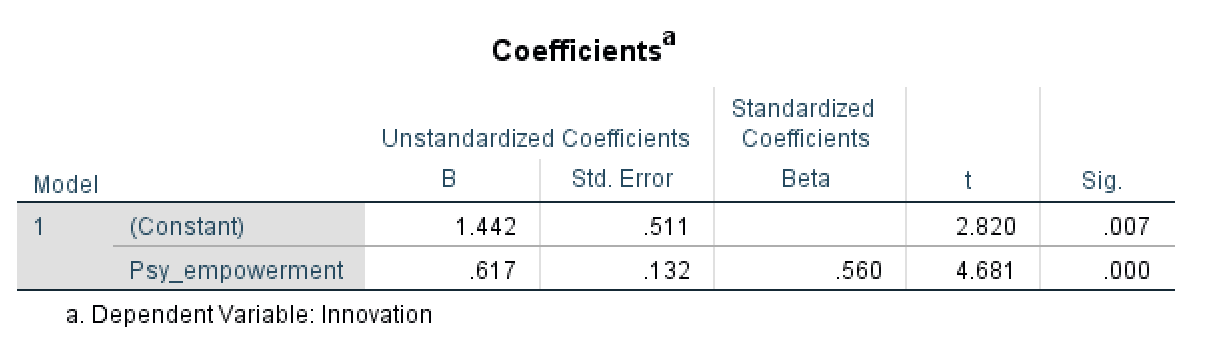 Coefficientsa
Standardized
Unstandardized Coefficients Coefficients
Model B Std. Error Beta t Sig.
1 (Constant) 1.442 .511 2.820 .007
Psy_empowerment .617 .132 .560 4.681 .000
a. Dependent Variable: Innovation